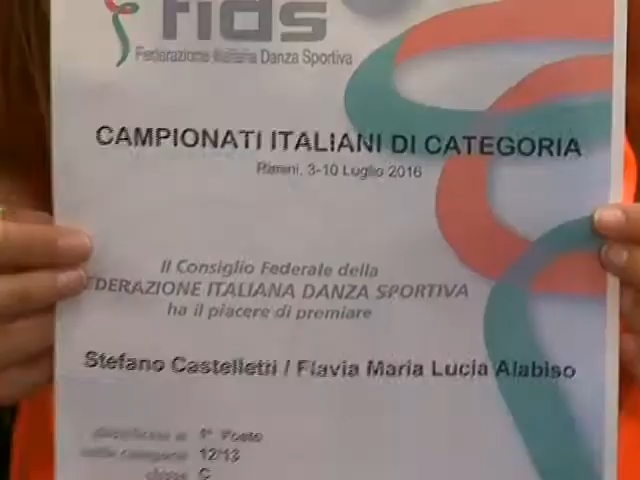 fids
Federazione Italiana Danza Sportiva
CAMPIONATI ITALIANI DI CATEGORIA
Rimini, 3-10 Luglio 2016
Il Consiglio Federale della
FEDERAZIONE ITALIANA DANZA SPORTIVA
ha il piacere di premiare
Stefano Castelletti / Flavia Maria Lucia Alabiso
1° Posto
nella categoria 12/13
classe C